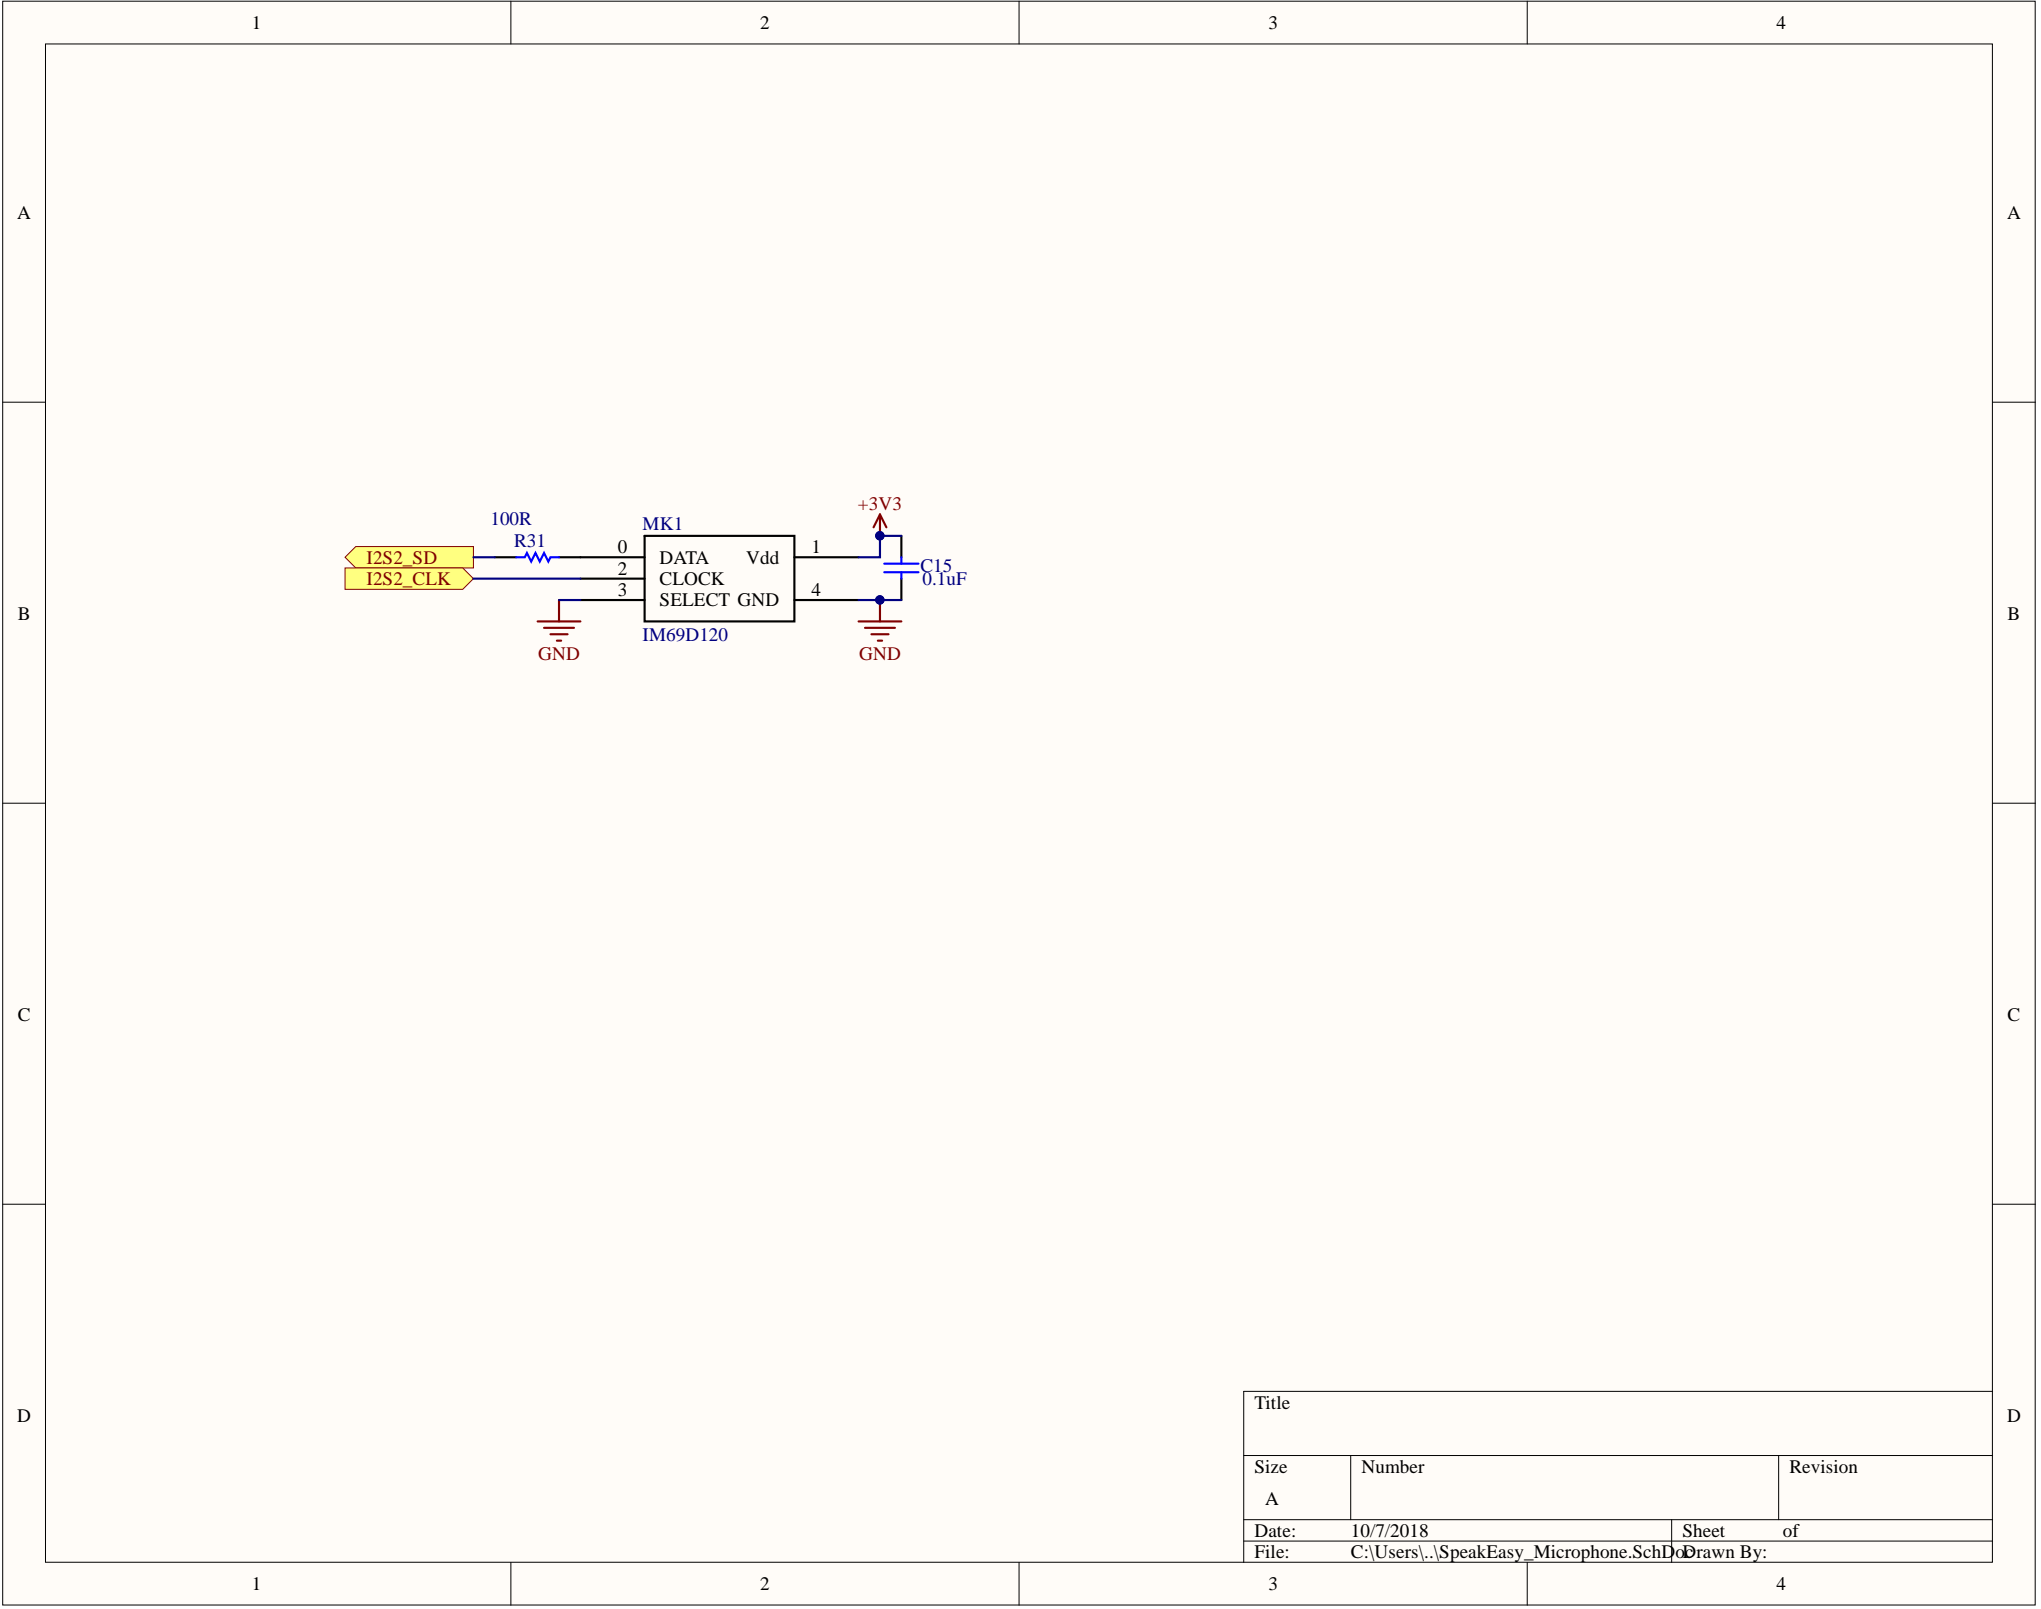 1 2 3 4
A A
+3V3
100R MK1
R31 0 1
I2S2_SD DATA Vdd C15
I2S2_CLK 2 CLOCK 0.1uF
3 SELECT GND 4
B B
IM69D120
GND GND
C C
Title
D D
Size Number Revision
A
Date: 10/7/2018 Sheet of
File: C:\Users\..\SpeakEasy_Microphone.SchDoc Drawn By:
1 2 3 4